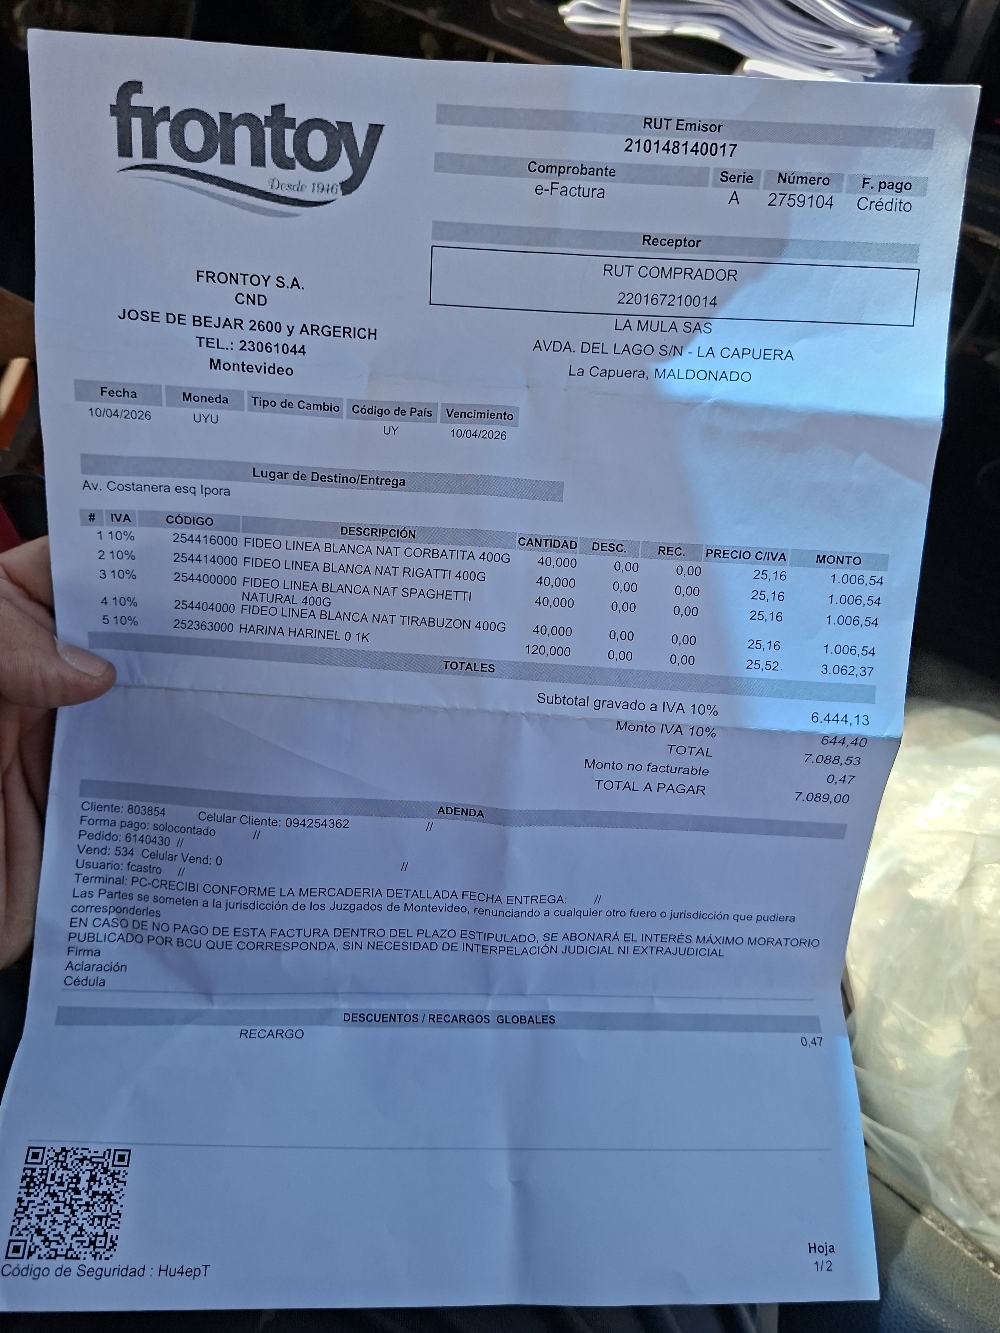 frontoy
Desde 1946
FRONTOY S.A.
CND
JOSE DE BEJAR 2600 y ARGERICH
TEL.: 23061044
Montevideo
RUT Emisor
210148140017
Comprobante Serie Número F. pago
e-Factura A 2759104 Crédito
Receptor
RUT COMPRADOR
220167210014
LA MULA SAS
AVDA. DEL LAGO S/N - LA CAPUERA
La Capuera, MALDONADO
Fecha Moneda Tipo de Cambio Código de País Vencimiento
10/04/2026 UYU UY 10/04/2026
Lugar de Destino/Entrega
Av. Costanera esq Ipora
# IVA CÓDIGO DESCRIPCIÓN CANTIDAD DESC. REC. PRECIO C/IVA MONTO
1 10% 254416000 FIDEO LINEA BLANCA NAT CORBATITA 400G 40,000 0,00 0,00 25,16 1.006,54
2 10% 254414000 FIDEO LINEA BLANCA NAT RIGATTI 400G 40,000 0,00 0,00 25,16 1.006,54
3 10% 254400000 FIDEO LINEA BLANCA NAT SPAGHETTI 40,000 0,00 0,00 25,16 1.006,54
NATURAL 400G
4 10% 254404000 FIDEO LINEA BLANCA NAT TIRABUZON 400G 40,000 0,00 0,00 25,16 1.006,54
5 10% 252363000 HARINA HARINEL 0 1K 120,000 0,00 0,00 25,52 3.062,37
TOTALES
Subtotal gravado a IVA 10% 6.444,13
Monto IVA 10% 644,40
TOTAL 7.088,53
Monto no facturable 0,47
TOTAL A PAGAR 7.089,00
ADENDA
Cliente: 803854 Celular Cliente: 094254362 //
Forma pago: solocontado //
Pedido: 6140430 //
Vend: 534 Celular Vend: 0 //
Usuario: fcastro //
Terminal: PC-CRECIBI CONFORME LA MERCADERIA DETALLADA FECHA ENTREGA: //
Las Partes se someten a la jurisdicción de los Juzgados de Montevideo, renunciando a cualquier otro fuero o jurisdicción que pudiera
corresponderles
EN CASO DE NO PAGO DE ESTA FACTURA DENTRO DEL PLAZO ESTIPULADO, SE ABONARÁ EL INTERÉS MÁXIMO MORATORIO
PUBLICADO POR BCU QUE CORRESPONDA, SIN NECESIDAD DE INTERPELACIÓN JUDICIAL NI EXTRAJUDICIAL
Firma
Aclaración
Cédula
DESCUENTOS / RECARGOS GLOBALES
RECARGO 0,47
Código de Seguridad : Hu4epT
Hoja
1/2